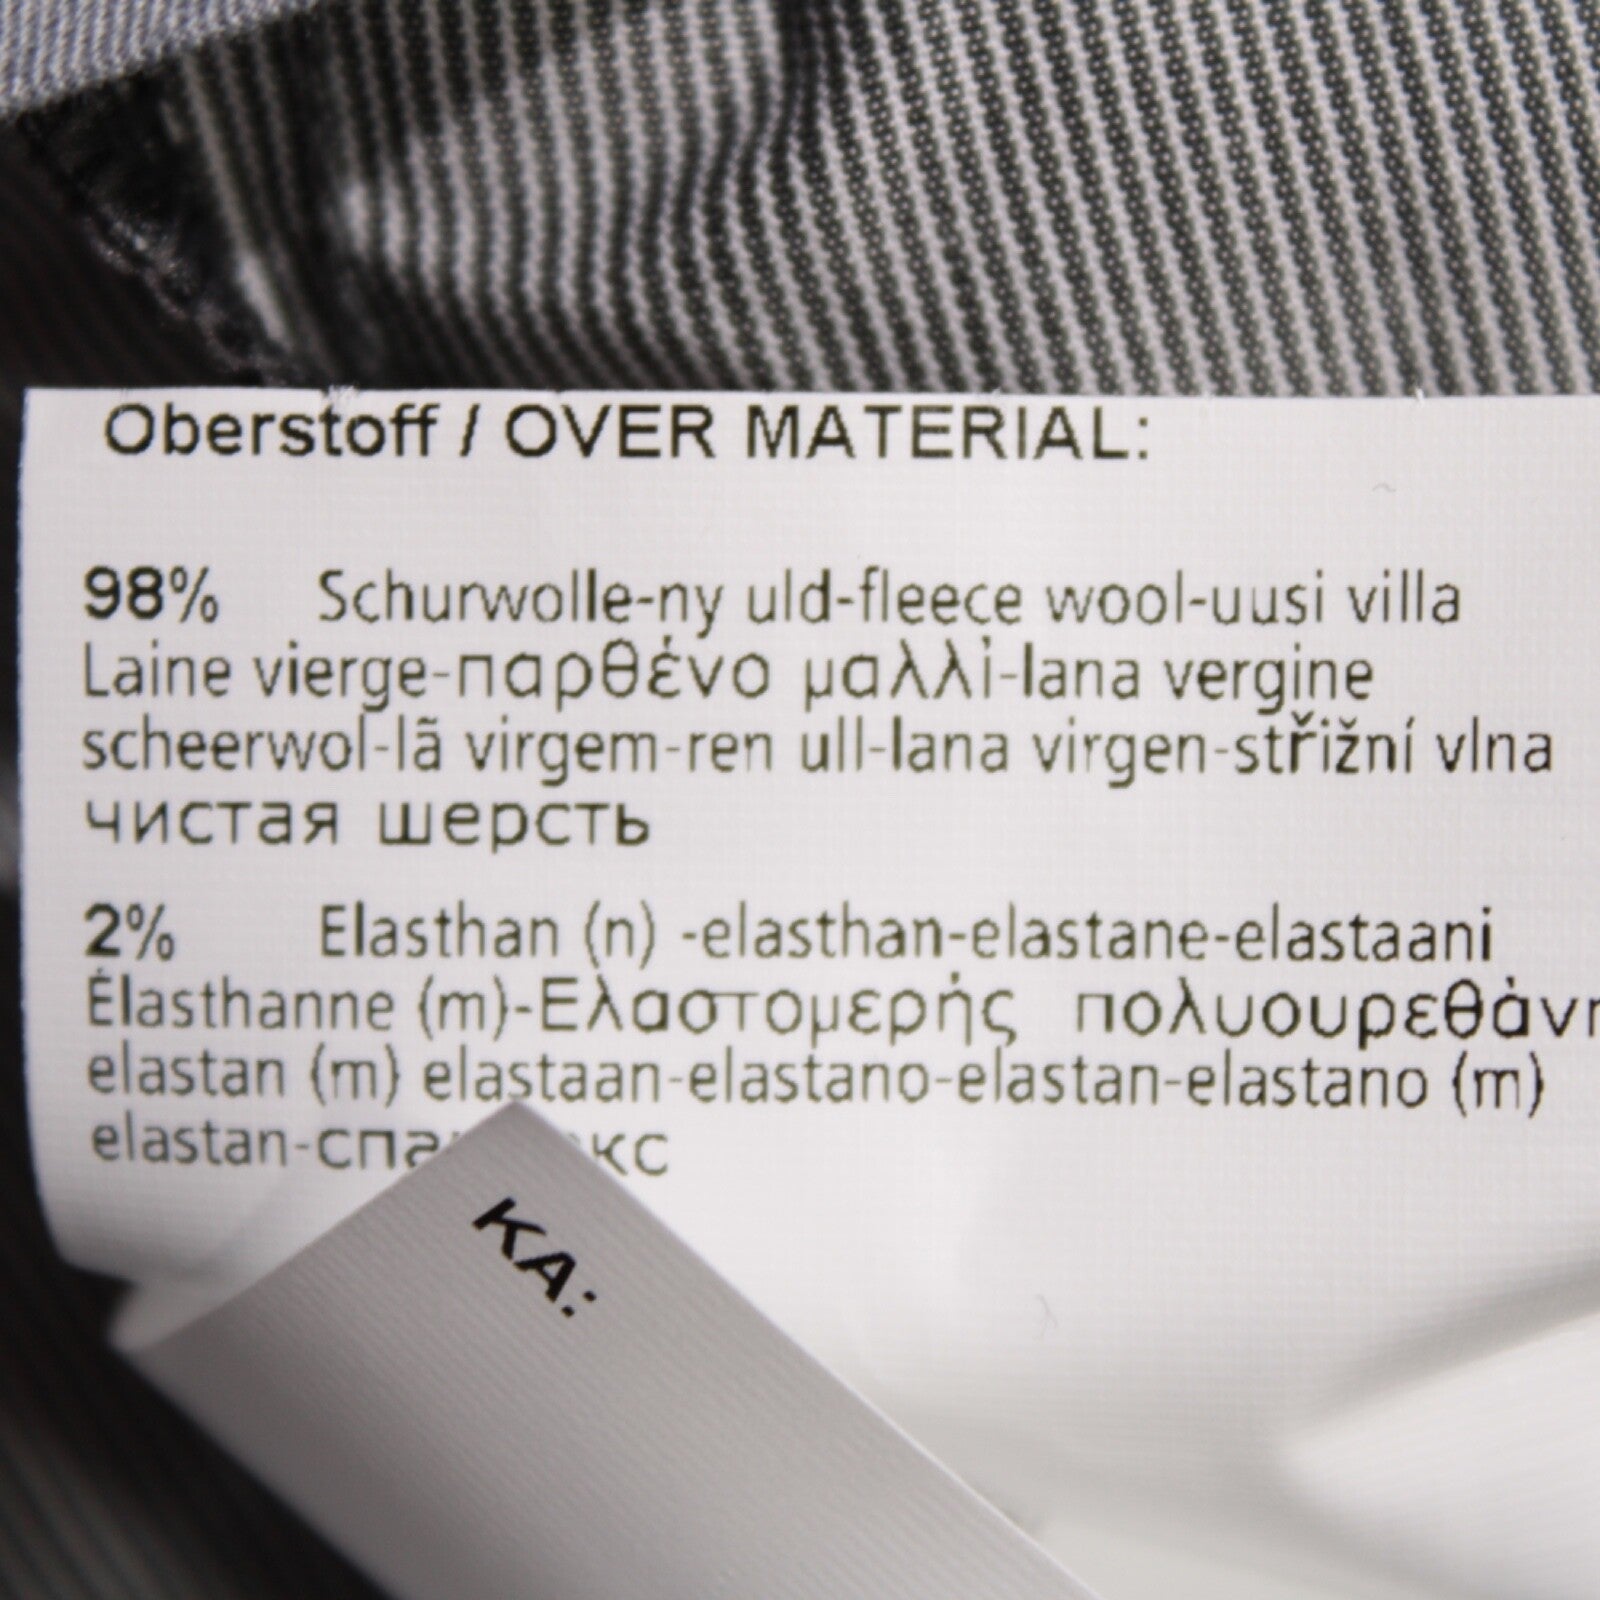 Oberstoff / OVER MATERIAL:
98% Schurwolle-ny uld-fleece wool-uusi villa
Laine vierge-παρθένο μαλλί-lana vergine
scheerwol-lã virgem-ren ull-lana virgen-střižní vlna
чистая шерсть
2% Elasthan (n) -elasthan-elastane-elastaani
Élasthanne (m)-Ελαστομερής
elastan (m) elastaan-elastano-elastan-elastano (m)
elastan-
KA: